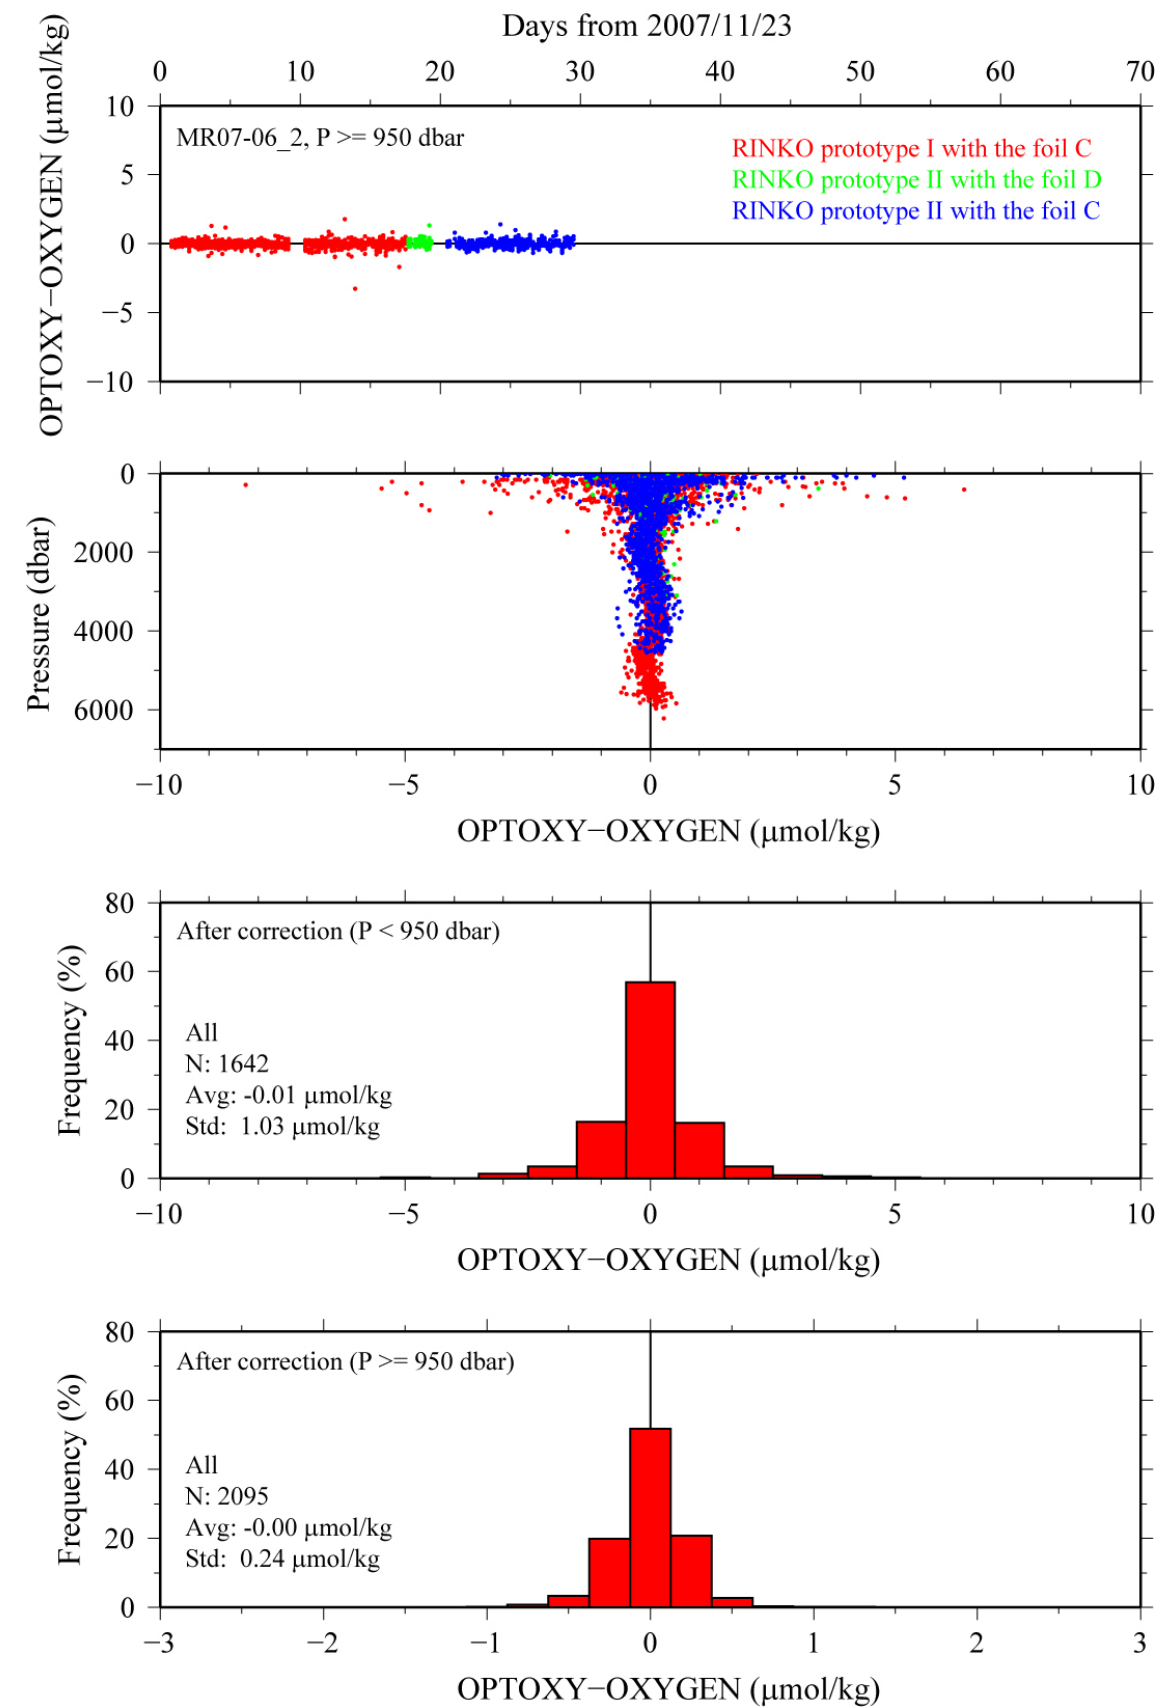 Days from 2007/11/23
0 10 20 30 40 50 60 70
OPTOXY−OXYGEN (μmol/kg)
10
5
0
−5
−10
MR07-06_2, P >= 950 dbar
RINKO prototype I with the foil C
RINKO prototype II with the foil D
RINKO prototype II with the foil C
Pressure (dbar)
0
2000
4000
6000
−10 −5 0 5 10
OPTOXY−OXYGEN (μmol/kg)
Frequency (%)
80
60
40
20
0
After correction (P < 950 dbar)
All
N: 1642
Avg: -0.01 μmol/kg
Std: 1.03 μmol/kg
−10 −5 0 5 10
OPTOXY−OXYGEN (μmol/kg)
Frequency (%)
80
60
40
20
0
After correction (P >= 950 dbar)
All
N: 2095
Avg: -0.00 μmol/kg
Std: 0.24 μmol/kg
−3 −2 −1 0 1 2 3
OPTOXY−OXYGEN (μmol/kg)